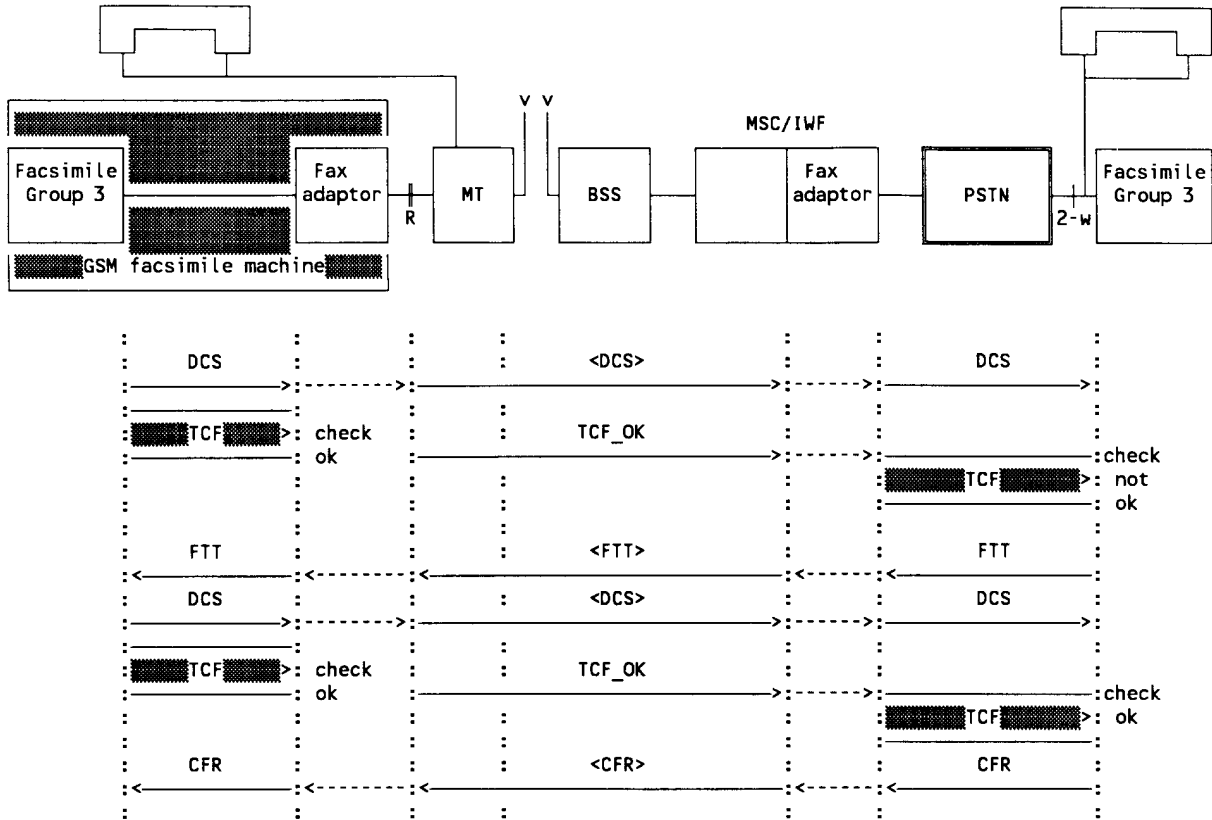 v v
MSC/IWF
Facsimile
Group 3
Fax
adaptor
R
MT
BSS
Fax
adaptor
PSTN
2-w
Facsimile
Group 3
GSM facsimile machine
DCS <DCS> DCS
TCF check TCF_OK
ok check
TCF not
ok
FTT <FTT> FTT
DCS <DCS> DCS
TCF check TCF_OK
ok check
TCF ok
CFR <CFR> CFR